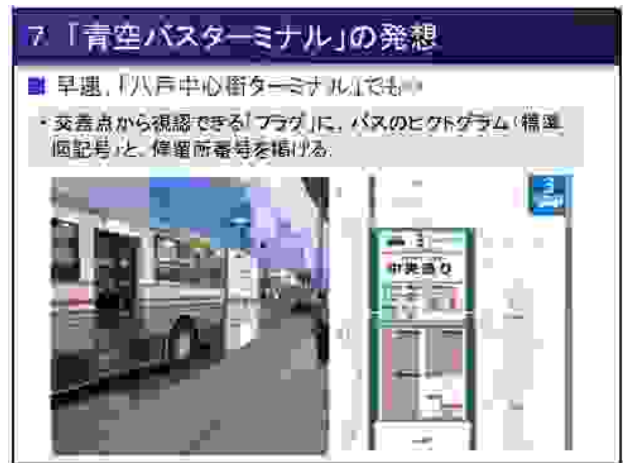 7 「青空バスターミナル」の発想
早速、「八戸中心街ターミナル」でも…
・交差点から視認できる「フラグ」に、バスのピクトグラム(標準
図記号)と、停留所番号を掲げる
3
中央通り